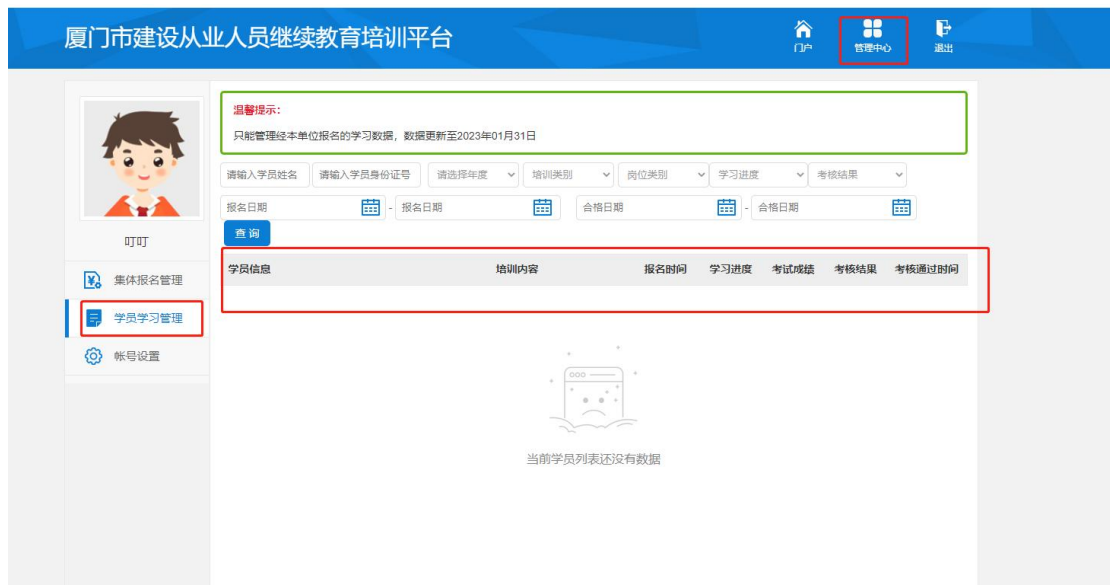 厦门市建设从业人员继续教育培训平台
门户 管理中心 退出
温馨提示：
只能管理经本单位报名的学习数据，数据更新至2023年01月31日
请输入学员姓名 请输入学员身份证号 请选择年度 培训类别 岗位类别 学习进度 考核结果
报名日期 - 报名日期 合格日期 - 合格日期
查询
叮叮
集体报名管理
学员学习管理
帐号设置
学员信息 培训内容 报名时间 学习进度 考试成绩 考核结果 考核通过时间
当前学员列表还没有数据